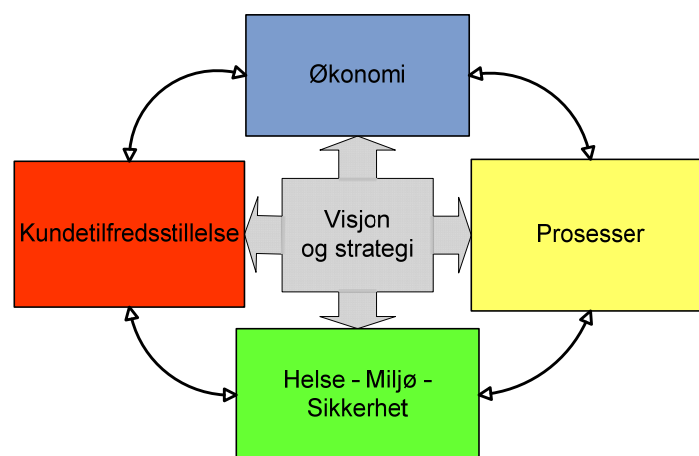 Økonomi
Kundetilfredsstillelse
Visjon
og strategi
Prosesser
Helse - Miljø -
Sikkerhet